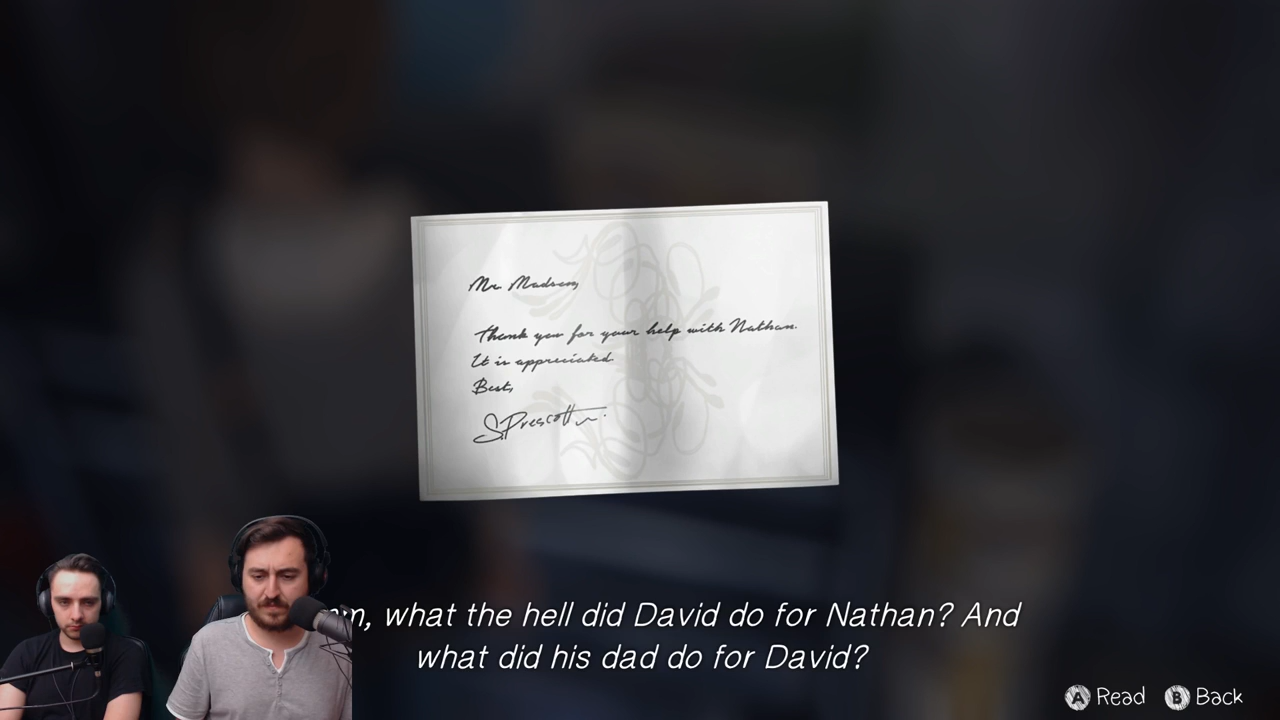 Mr. Madsen,
Thank you for your help with Nathan.
It is appreciated.
Best,
S. Prescott
what the hell did David do for Nathan? And
what did his dad do for David?
A Read B Back